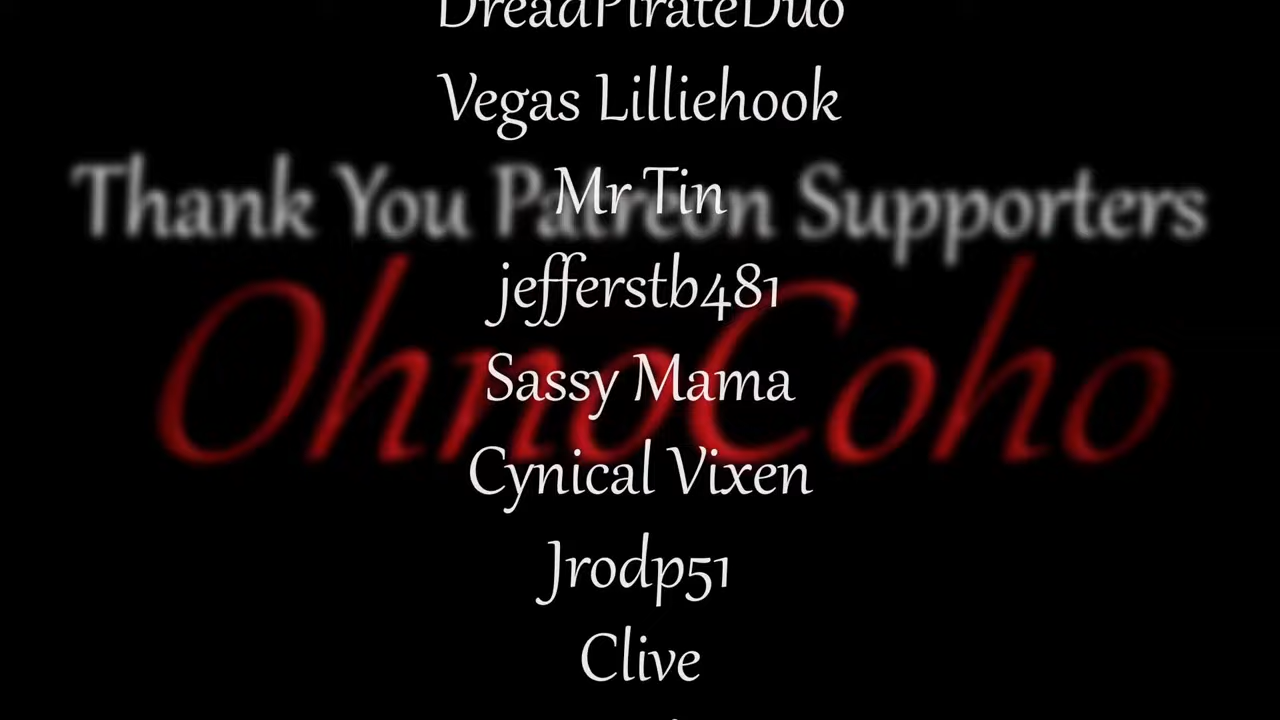 DreadPirateDuo
Vegas Lilliehook
Thank You Patreon Supporters
Mr Tin
jefferstb481
OhnoCoho
Sassy Mama
Cynical Vixen
Jrodp51
Clive